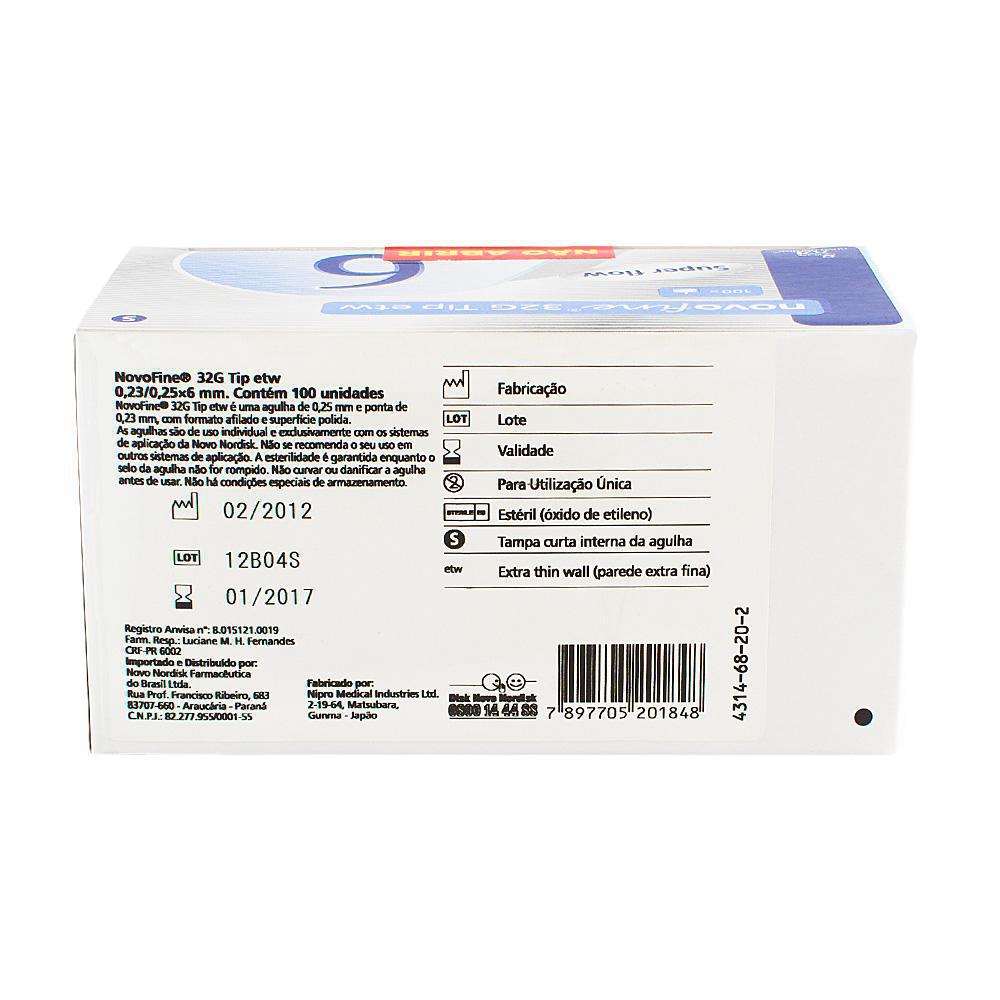 NÃO ABRIR
6
Super flow
100 x
novofine® 32G Tip etw
S
NovoFine® 32G Tip etw
0,23/0,25x6 mm. Contém 100 unidades
NovoFine® 32G Tip etw é uma agulha de 0,25 mm e ponta de
0,23 mm, com formato afilado e superfície polida.
As agulhas são de uso individual e exclusivamente com os sistemas
de aplicação da Novo Nordisk. Não se recomenda o seu uso em
outros sistemas de aplicação. A esterilidade é garantida enquanto o
selo da agulha não for rompido. Não curvar ou danificar a agulha
antes de usar. Não há condições especiais de armazenamento.
02/2012
LOT 12B04S
01/2017
Registro Anvisa n°: B.015121.0019
Farm. Resp.: Luciane M. H. Fernandes
CRF-PR 6002
Importado e Distribuído por:
Novo Nordisk Farmacêutica
do Brasil Ltda.
Rua Prof. Francisco Ribeiro, 683
83707-660 - Araucária - Paraná
C.N.P.J.: 82.277.955/0001-55
Fabricado por:
Nipro Medical Industries Ltd.
2-19-64, Matsubara,
Gunma - Japão
Fabricação
LOT Lote
Validade
2 Para Utilização Única
STERILE EO Estéril (óxido de etileno)
S Tampa curta interna da agulha
etw Extra thin wall (parede extra fina)
Disk Novo Nordisk
0800 14 44 88
7 897705 201848
4314-68-20-2